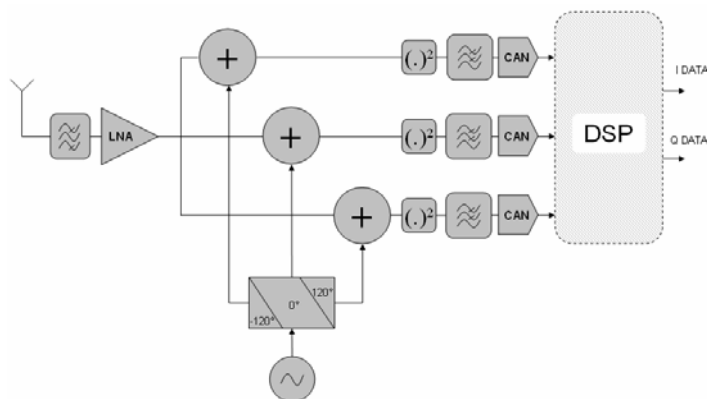 +
(.)²
CAN
I DATA
LNA
+
(.)²
CAN
DSP
Q DATA
+
(.)²
CAN
-120°
0°
120°